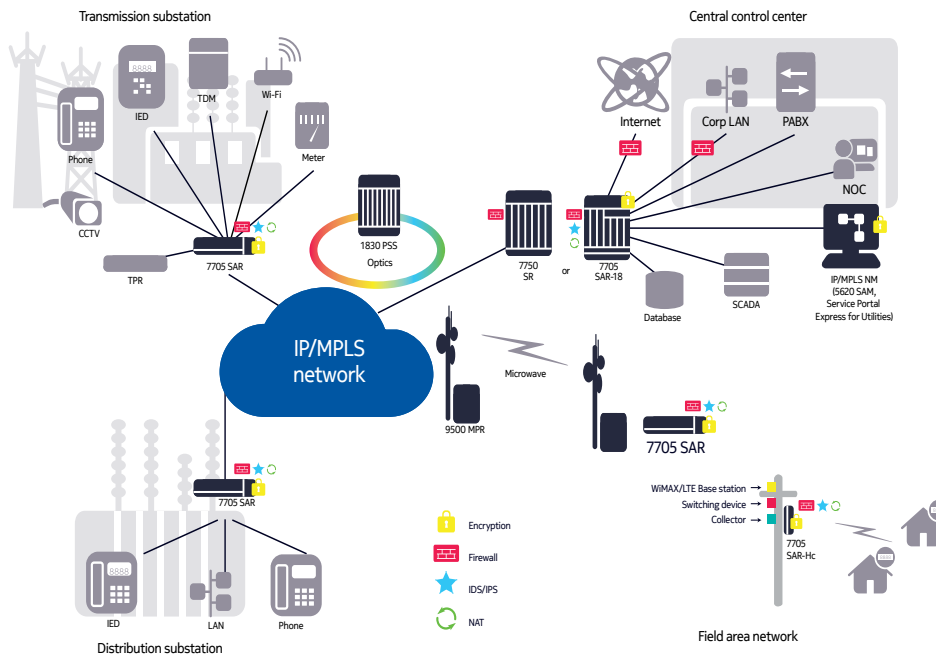 Transmission substation
Central control center
IED
TDM
Wi-Fi
Phone
Meter
CCTV
TPR
7705 SAR
1830 PSS
Optics
Internet
Corp LAN
PABX
NOC
7750
SR
or
7705
SAR-18
Database
SCADA
IP/MPLS NM
(5620 SAM,
Service Portal
Express for Utilities)
IP/MPLS
network
Microwave
9500 MPR
7705 SAR
7705 SAR
IED
LAN
Phone
Distribution substation
Encryption
Firewall
IDS/IPS
NAT
WiMAX/LTE Base station
Switching device
Collector
7705
SAR-Hc
Field area network